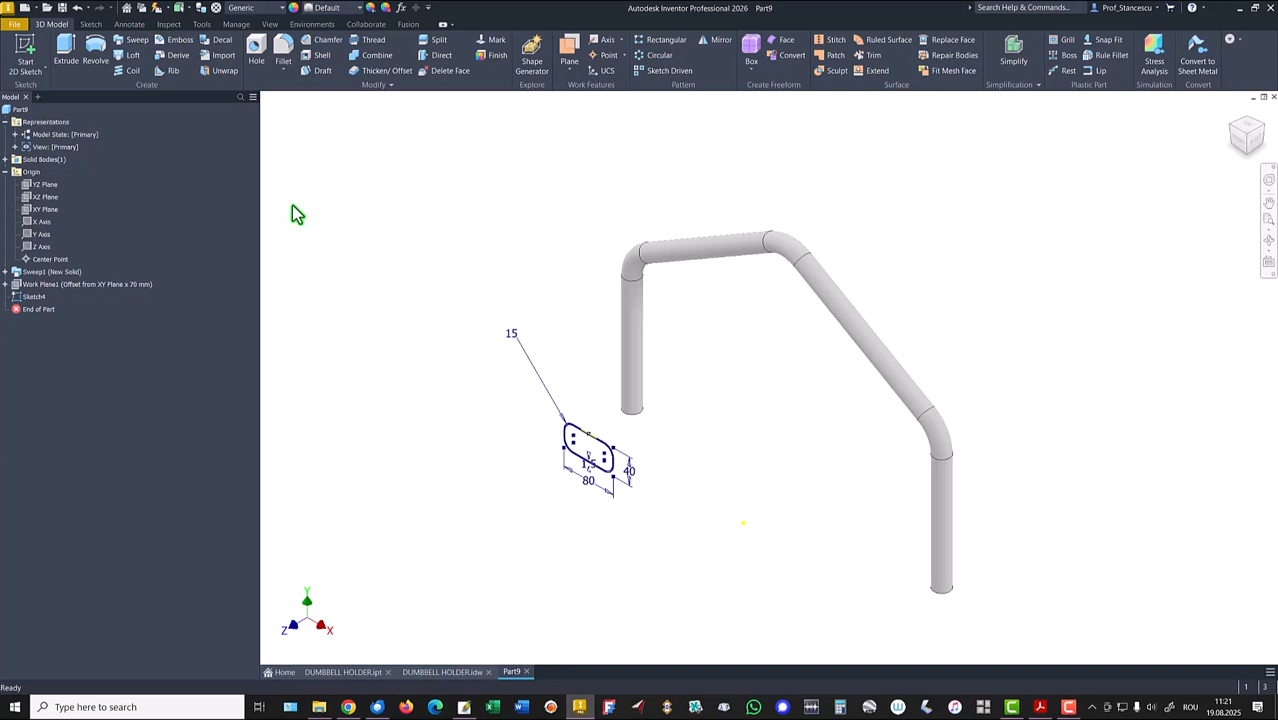 Generic
Default
Autodesk Inventor Professional 2026 Part9
Search Help & Commands...
Prof_Stancescu
File 3D Model Sketch Annotate Inspect Tools Manage View Environments Collaborate Fusion
Start
2D Sketch
Extrude
Revolve
Sweep
Loft
Coil
Emboss
Derive
Rib
Decal
Import
Unwrap
Hole
Fillet
Chamfer
Shell
Draft
Thread
Combine
Thicken/ Offset
Split
Direct
Delete Face
Mark
Finish
Shape
Generator
Plane
Axis
Point
UCS
Rectangular
Circular
Sketch Driven
Mirror
Box
Face
Convert
Stitch
Patch
Sculpt
Ruled Surface
Trim
Extend
Replace Face
Repair Bodies
Fit Mesh Face
Simplify
Grill
Boss
Rest
Snap Fit
Rule Fillet
Lip
Stress
Analysis
Convert to
Sheet Metal
Sketch Create Modify Explore Work Features Pattern Create Freeform Surface Simplification Plastic Part Simulation Convert
Model
Part9
Representations
Model State: [Primary]
View: [Primary]
Solid Bodies(1)
Origin
YZ Plane
XZ Plane
XY Plane
X Axis
Y Axis
Z Axis
Center Point
Sweep1 (New Solid)
Work Plane1 (Offset from XY Plane x 70 mm)
Sketch4
End of Part
15
40
80
Y
Z
X
Home DUMBBELL HOLDER.ipt DUMBBELL HOLDER.idw Part9
Ready
1 3
Type here to search
ROU
11:21
19.08.2025